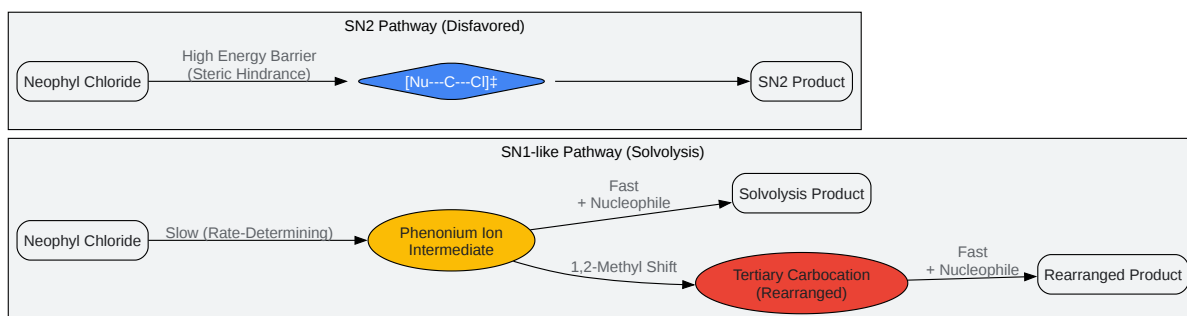 SN2 Pathway (Disfavored)
Neophyl Chloride
High Energy Barrier
(Steric Hindrance)
[Nu---C---Cl]‡
SN2 Product
SN1-like Pathway (Solvolysis)
Neophyl Chloride
Slow (Rate-Determining)
Phenonium Ion
Intermediate
Fast
+ Nucleophile
Solvolysis Product
1,2-Methyl Shift
Tertiary Carbocation
(Rearranged)
Fast
+ Nucleophile
Rearranged Product